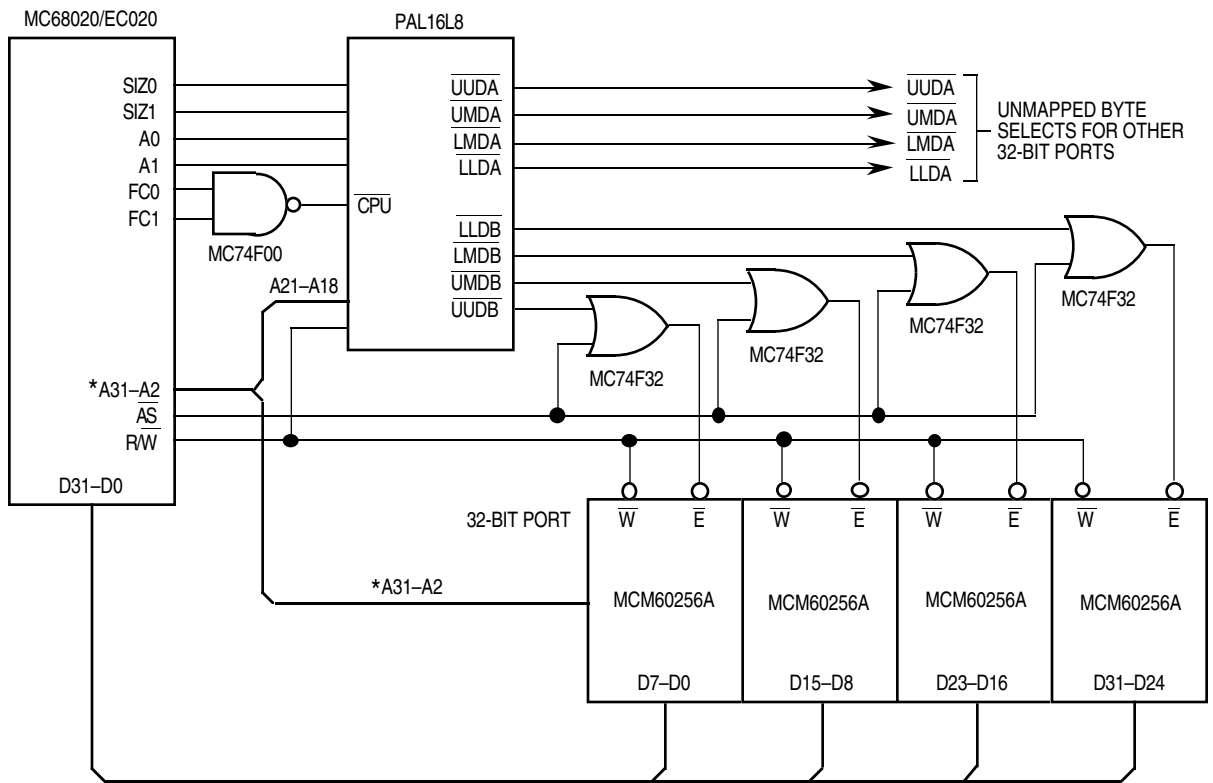 MC68020/EC020
PAL16L8
SIZ0
SIZ1
A0
A1
FC0
FC1
MC74F00
CPU
A21–A18
UUDA
UMDA
LMDA
LLDA
LLDB
LMDB
UMDB
UUDB
UUDA
UMDA
LMDA
LLDA
UNMAPPED BYTE
SELECTS FOR OTHER
32-BIT PORTS
MC74F32
MC74F32
MC74F32
MC74F32
*A31–A2
AS
R/W
D31–D0
32-BIT PORT
*A31–A2
W E
MCM60256A
D7–D0
W E
MCM60256A
D15–D8
W E
MCM60256A
D23–D16
W E
MCM60256A
D31–D24